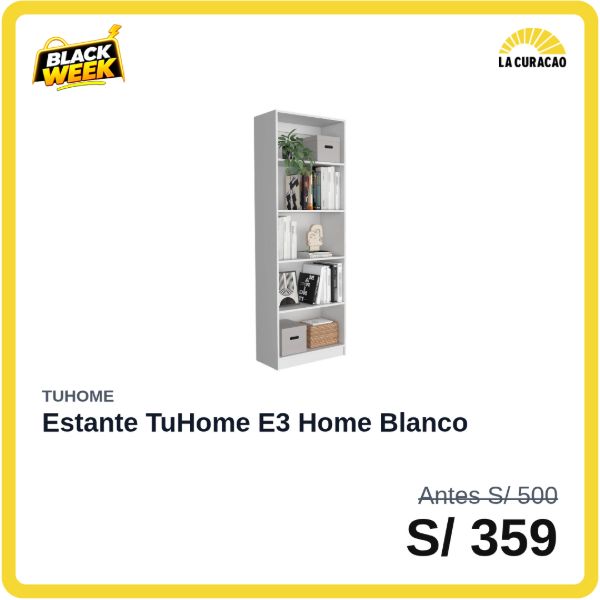 BLACK
WEEK
LA CURACAO
TUHOME
Estante TuHome E3 Home Blanco
Antes S/ 500
S/ 359